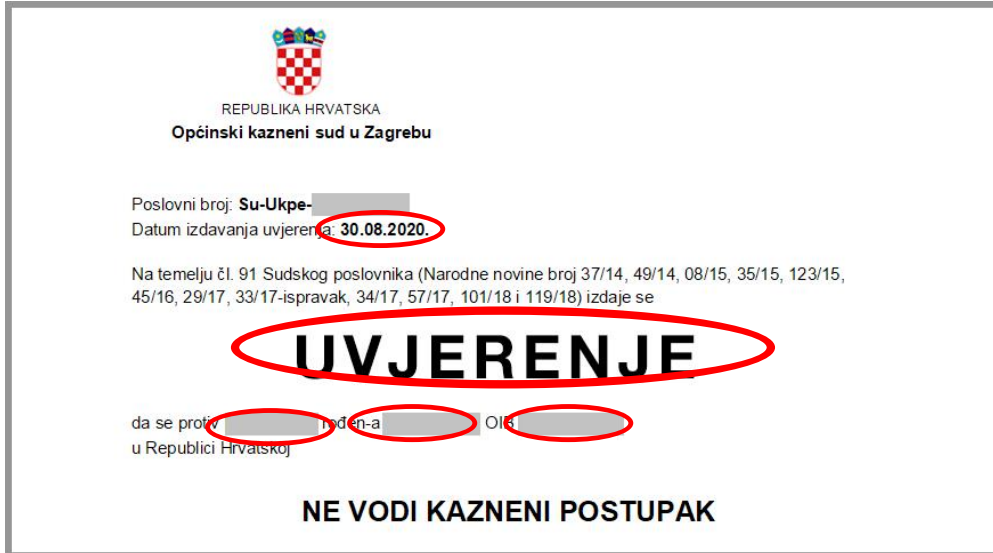 REPUBLIKA HRVATSKA
Općinski kazneni sud u Zagrebu
Poslovni broj: Su-Ukpe-
Datum izdavanja uvjerenja: 30.08.2020.
Na temelju čl. 91 Sudskog poslovnika (Narodne novine broj 37/14, 49/14, 08/15, 35/15, 123/15,
45/16, 29/17, 33/17-ispravak, 34/17, 57/17, 101/18 i 119/18) izdaje se
UVJERENJE
da se protiv rođen-a OIB
u Republici Hrvatskoj
NE VODI KAZNENI POSTUPAK